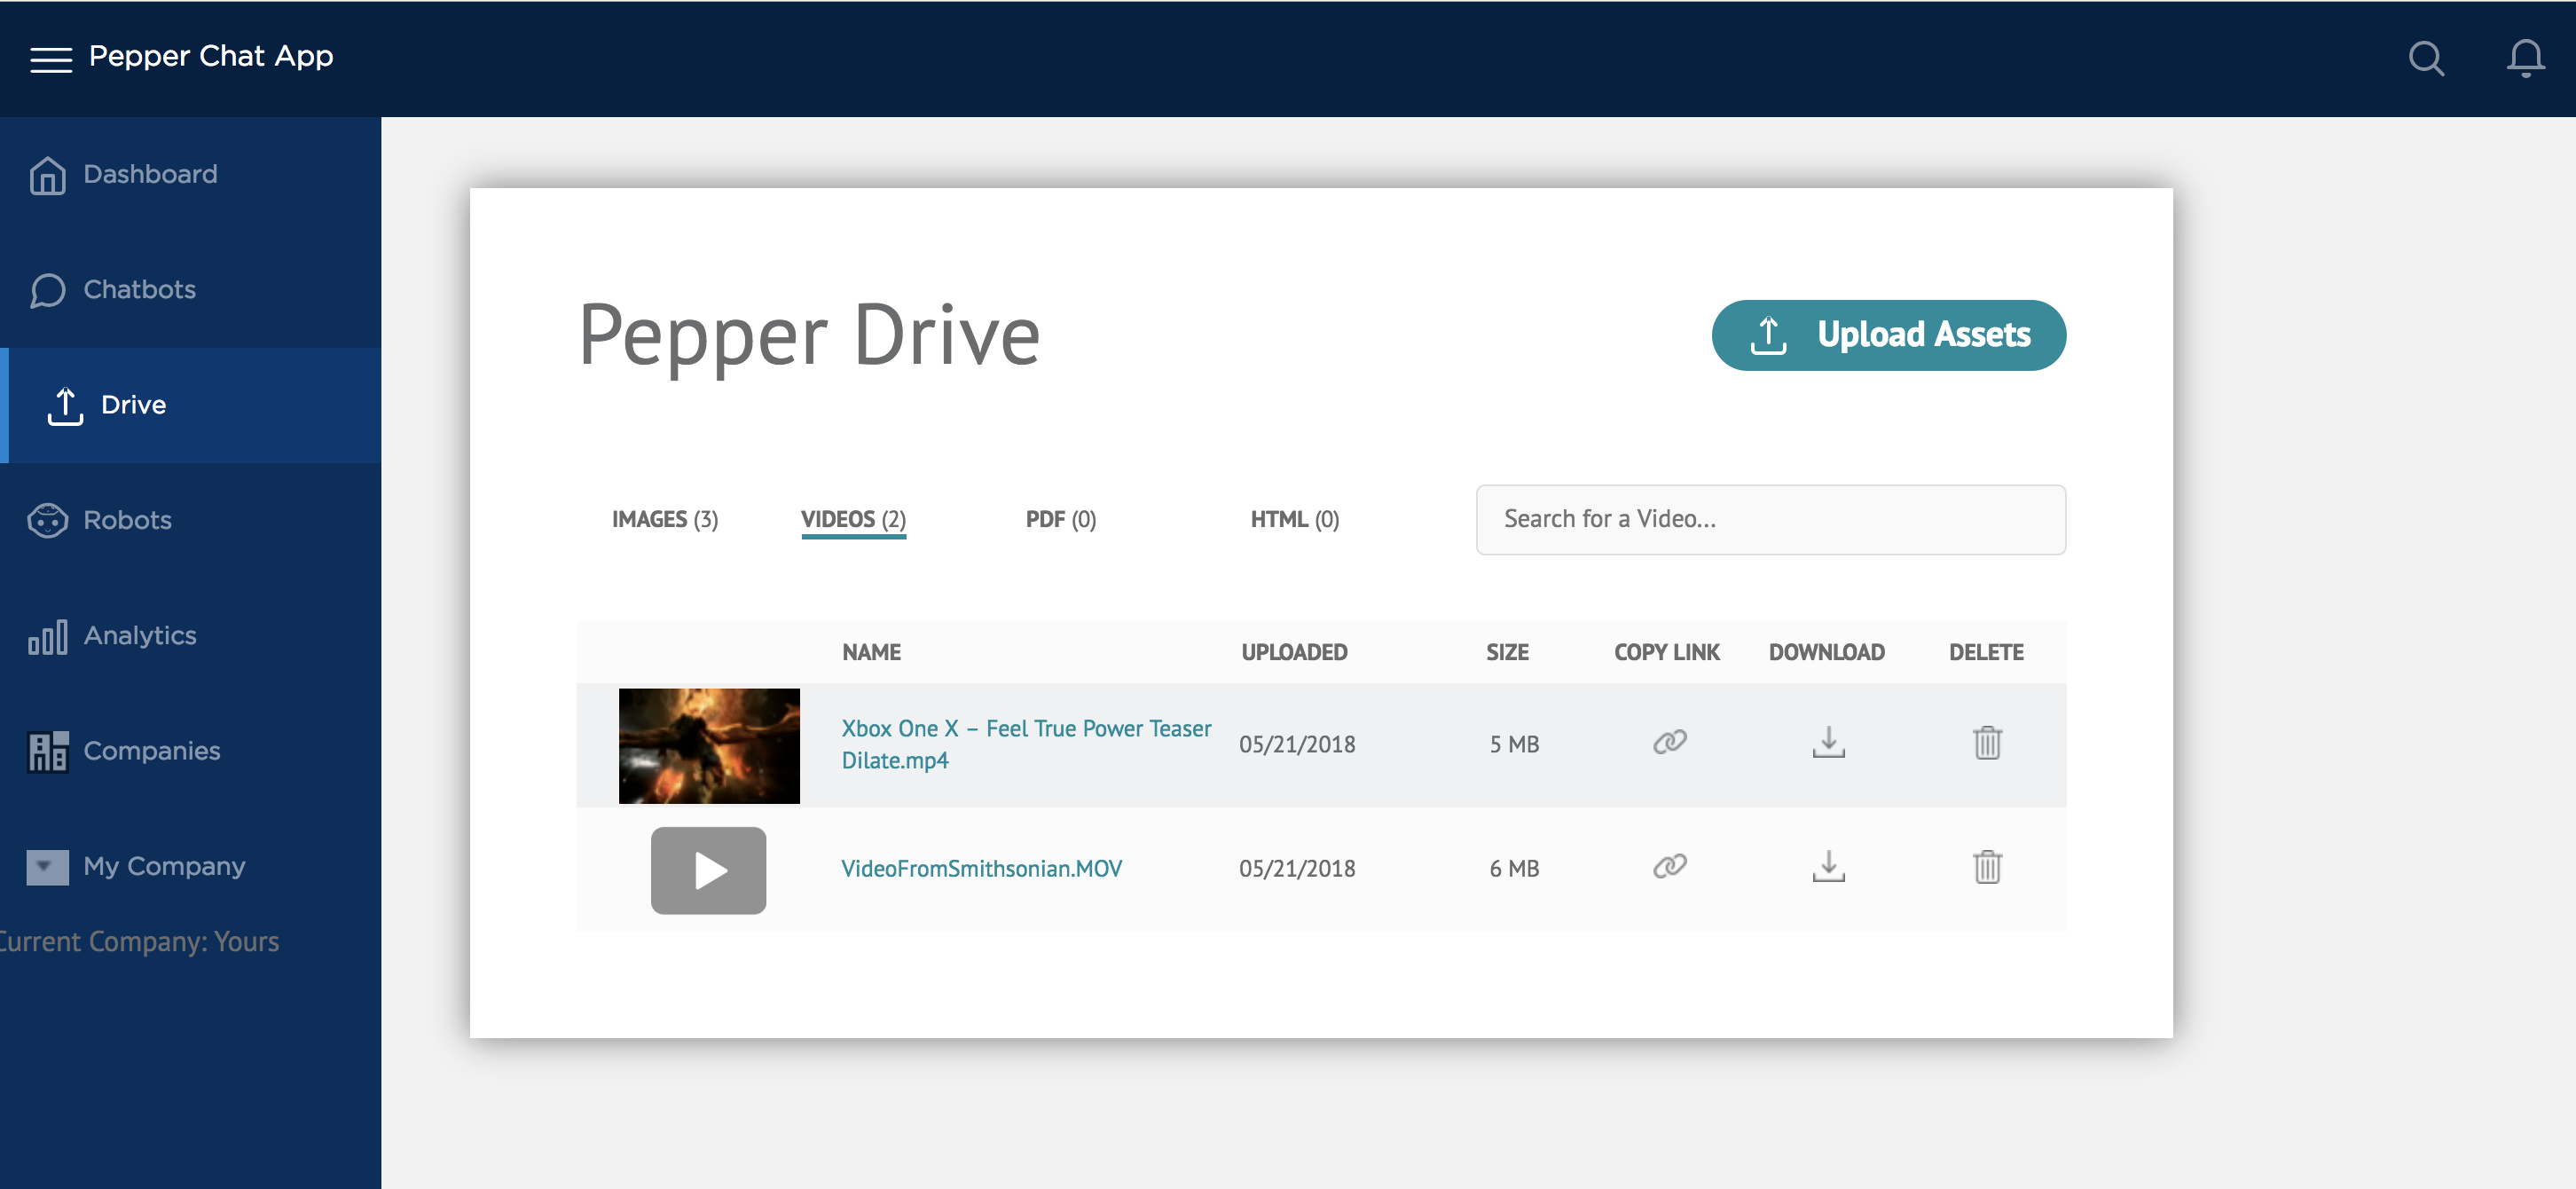 Pepper Chat App
Dashboard
Chatbots
Drive
Robots
Analytics
Companies
My Company
Current Company: Yours
Pepper Drive
Upload Assets
IMAGES (3)
VIDEOS (2)
PDF (0)
HTML (0)
Search for a Video...
NAME UPLOADED SIZE COPY LINK DOWNLOAD DELETE
Xbox One X – Feel True Power Teaser
Dilate.mp4
05/21/2018 5 MB
VideoFromSmithsonian.MOV 05/21/2018 6 MB